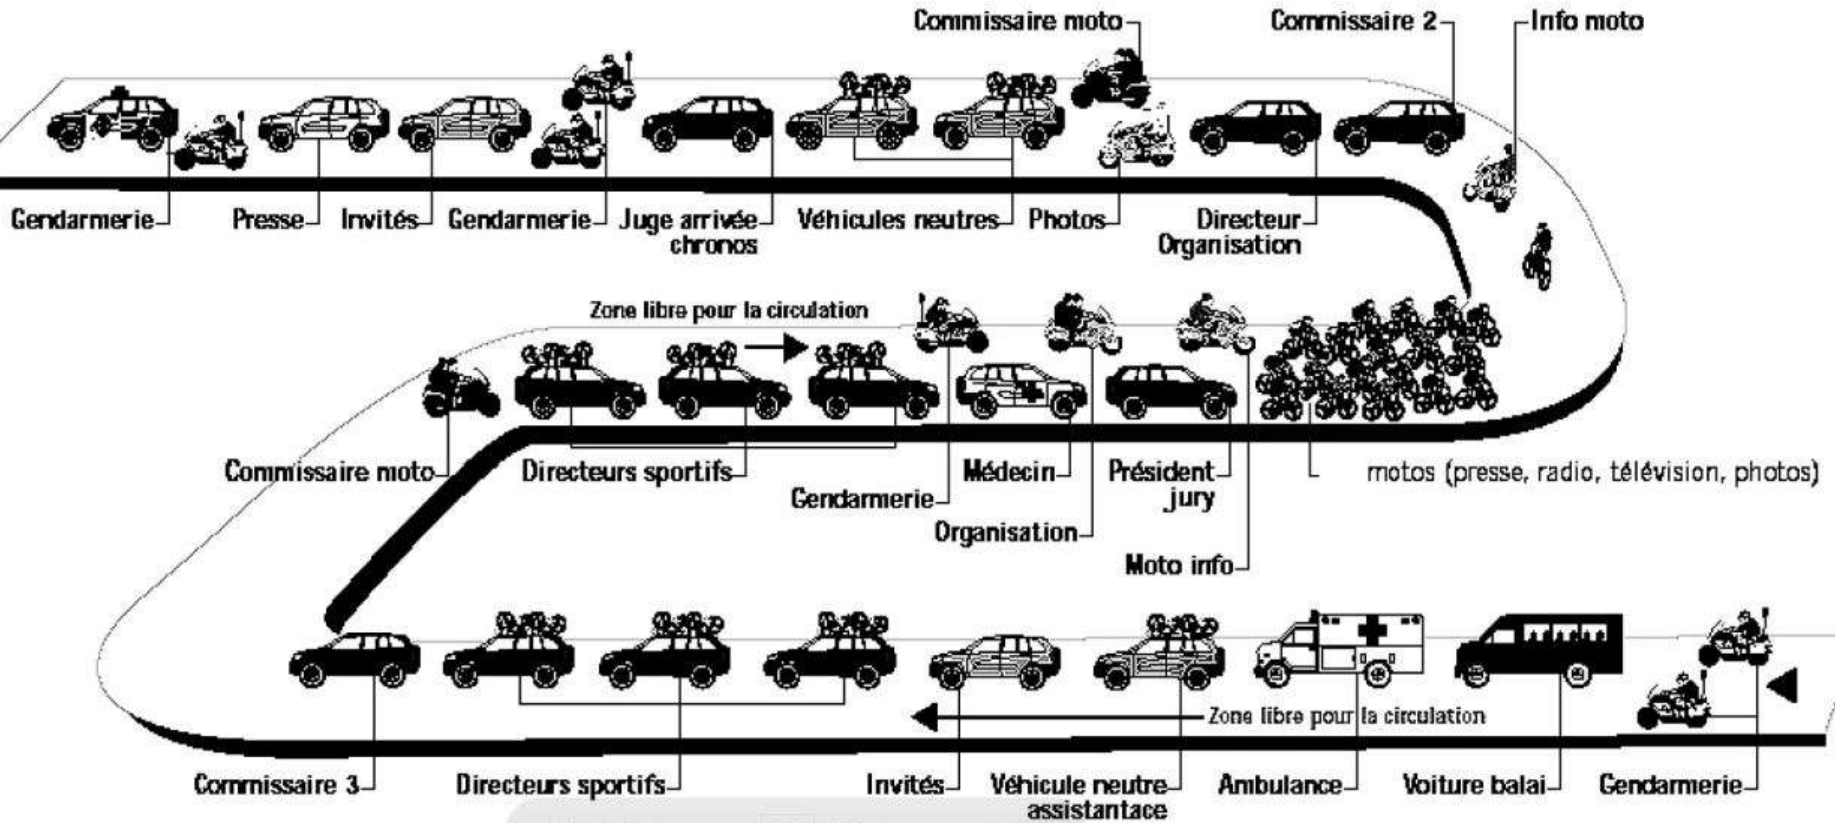 Commissaire moto
Commissaire 2
Info moto
Gendarmerie
Presse
Invités
Gendarmerie
Juge arrivée
chronos
Véhicules neutres
Photos
Directeur
Organisation
Zone libre pour la circulation
Commissaire moto
Directeurs sportifs
Gendarmerie
Médecin
Organisation
Président
jury
Moto info
motos (presse, radio, télévision, photos)
Zone libre pour la circulation
Commissaire 3
Directeurs sportifs
Invités
Véhicule neutre
assistantace
Ambulance
Voiture balai
Gendarmerie